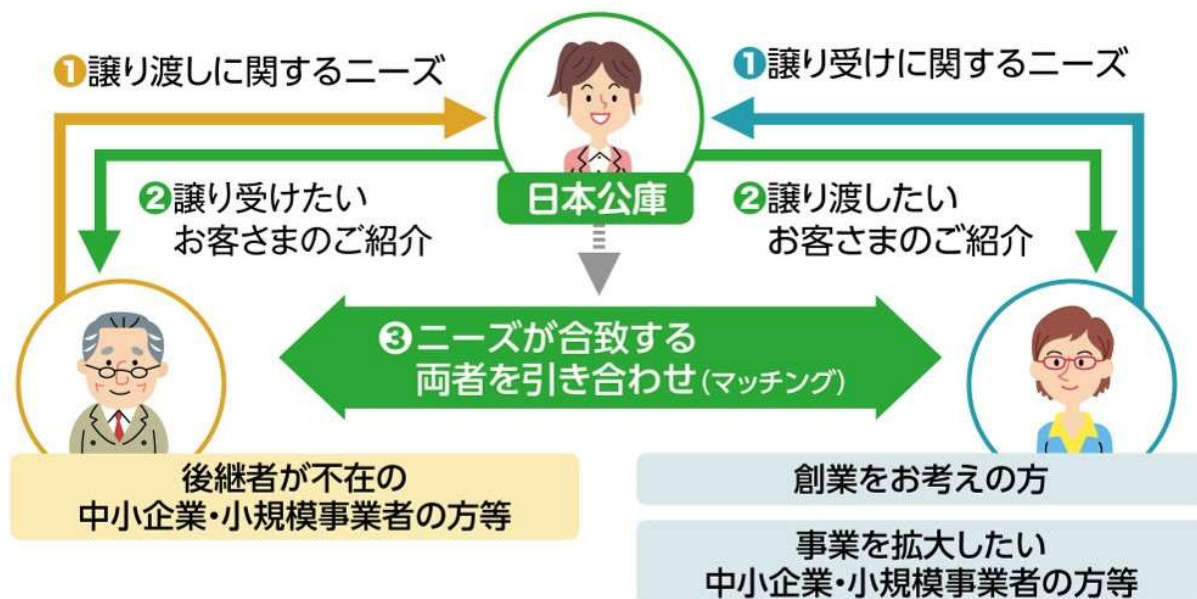 ❶譲り渡しに関するニーズ
❶譲り受けに関するニーズ
日本公庫
❷譲り受けたい
お客さまのご紹介
❷譲り渡したい
お客さまのご紹介
❸ニーズが合致する
両者を引き合わせ(マッチング)
後継者が不在の
中小企業・小規模事業者の方等
創業をお考えの方
事業を拡大したい
中小企業・小規模事業者の方等